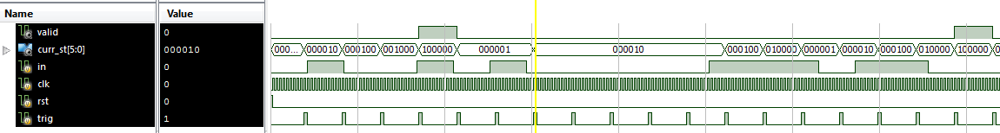 Name Value
valid 0
curr_st[5:0] 000010 000... 000010 000100 001000 100000 000001 000010 000100 010000 000001 000010 000100 010000 100000
in 0
clk 0
rst 0
trig 1